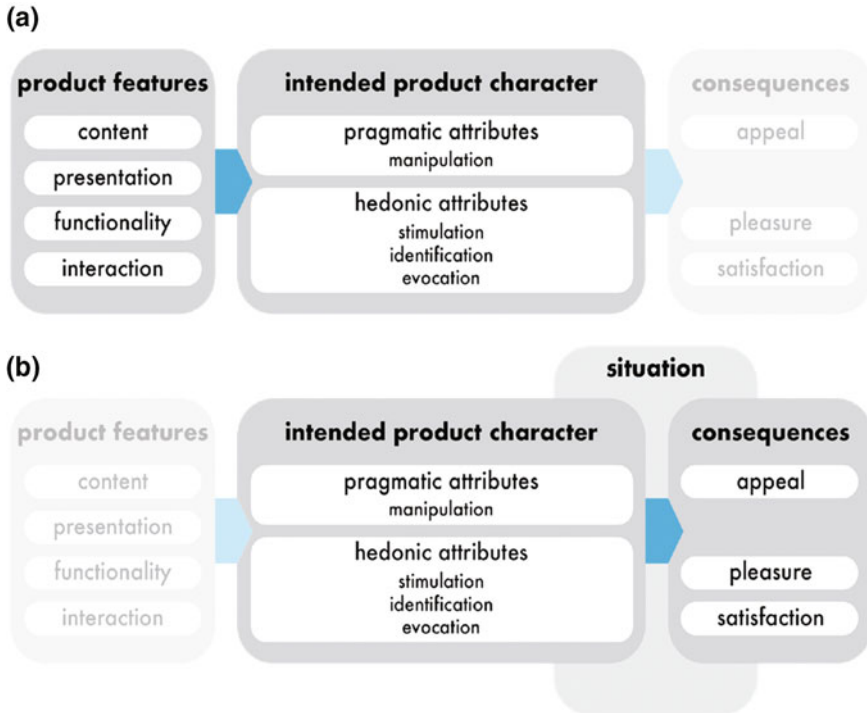 (a)
product features
content
presentation
functionality
interaction
intended product character
pragmatic attributes
manipulation
hedonic attributes
stimulation
identification
evocation
consequences
appeal
pleasure
satisfaction
(b)
situation
product features
content
presentation
functionality
interaction
intended product character
pragmatic attributes
manipulation
hedonic attributes
stimulation
identification
evocation
consequences
appeal
pleasure
satisfaction